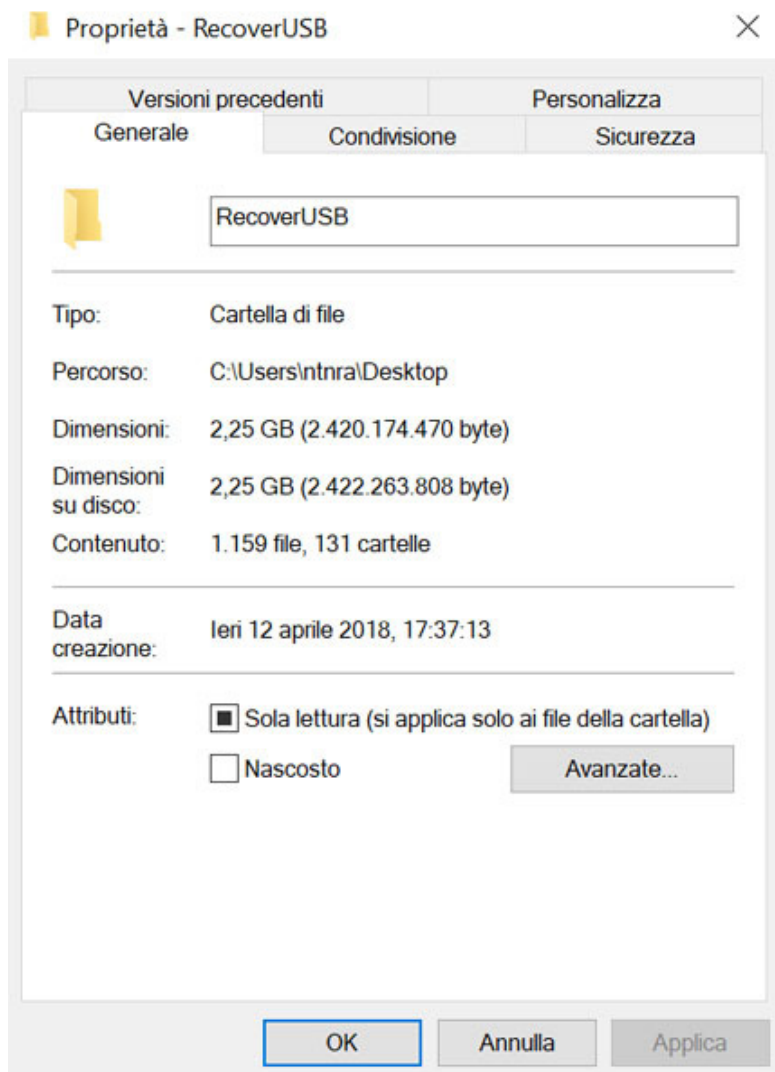 Proprietà - RecoverUSB
Versioni precedenti Personalizza
Generale Condivisione Sicurezza
RecoverUSB
Tipo: Cartella di file
Percorso: C:\Users\ntnra\Desktop
Dimensioni: 2,25 GB (2.420.174.470 byte)
Dimensioni
su disco: 2,25 GB (2.422.263.808 byte)
Contenuto: 1.159 file, 131 cartelle
Data
creazione: Ieri 12 aprile 2018, 17:37:13
Attributi: Sola lettura (si applica solo ai file della cartella)
Nascosto Avanzate...
OK Annulla Applica